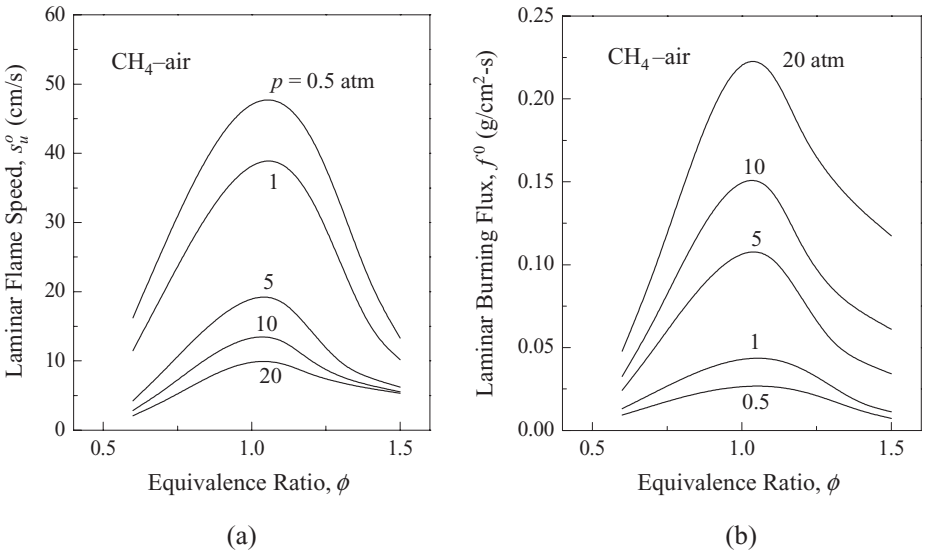 60
50
40
30
20
10
0
Laminar Flame Speed, s_u^o (cm/s)
CH4–air
p = 0.5 atm
1
5
10
20
0.5
1.0
1.5
Equivalence Ratio, ϕ
(a)
0.25
0.20
0.15
0.10
0.05
0.00
Laminar Burning Flux, f^0 (g/cm²-s)
CH4–air
20 atm
10
5
1
0.5
0.5
1.0
1.5
Equivalence Ratio, ϕ
(b)